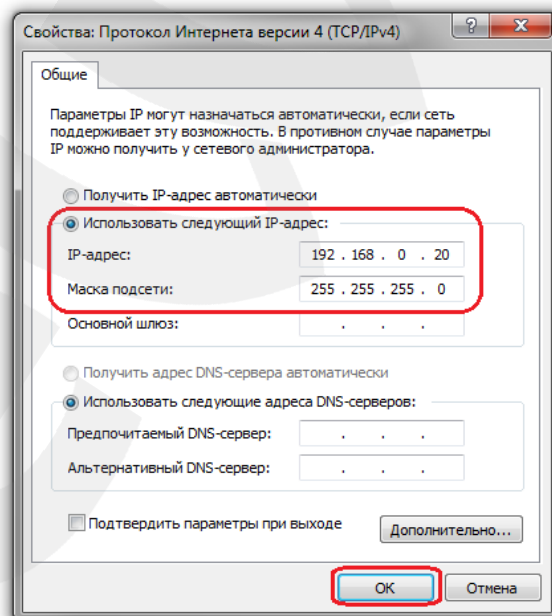 Свойства: Протокол Интернета версии 4 (TCP/IPv4)
Общие
Параметры IP могут назначаться автоматически, если сеть
поддерживает эту возможность. В противном случае параметры
IP можно получить у сетевого администратора.
Получить IP-адрес автоматически
Использовать следующий IP-адрес:
IP-адрес: 192 . 168 . 0 . 20
Маска подсети: 255 . 255 . 255 . 0
Основной шлюз: . . .
Получить адрес DNS-сервера автоматически
Использовать следующие адреса DNS-серверов:
Предпочитаемый DNS-сервер: . . .
Альтернативный DNS-сервер: . . .
Подтвердить параметры при выходе Дополнительно...
ОК Отмена